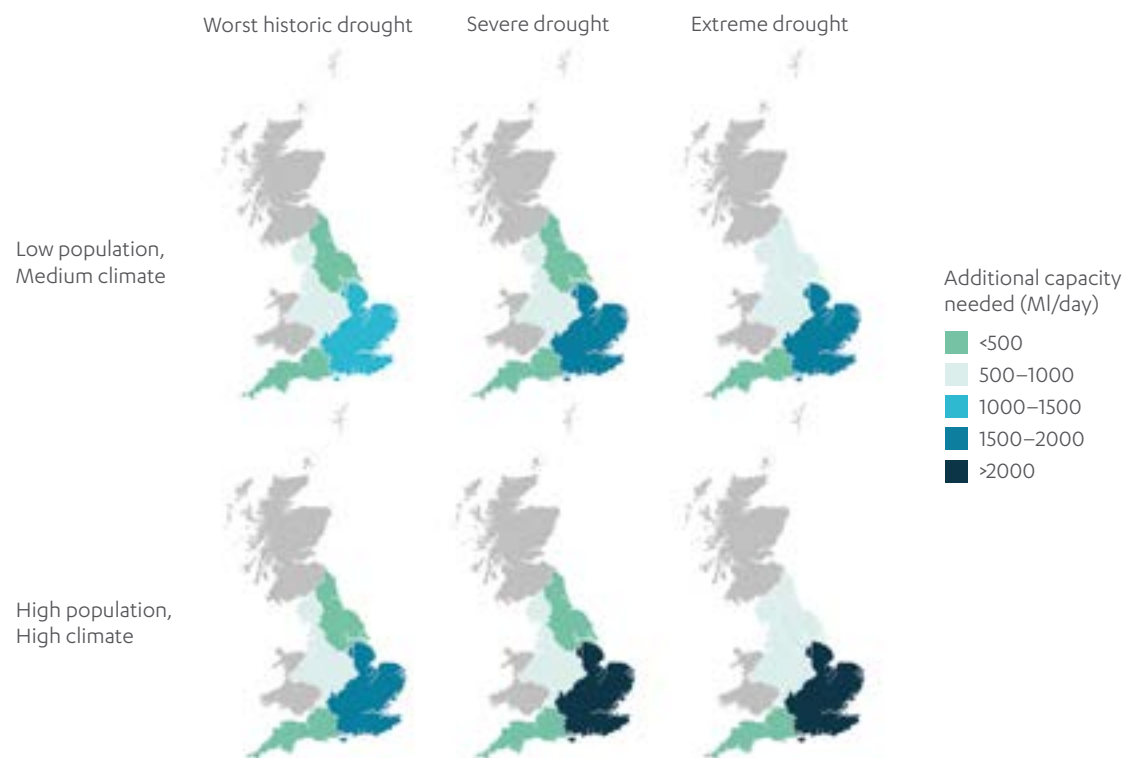 Worst historic drought
Severe drought
Extreme drought
Low population,
Medium climate
High population,
High climate
Additional capacity
needed (Ml/day)
<500
500–1000
1000–1500
1500–2000
>2000